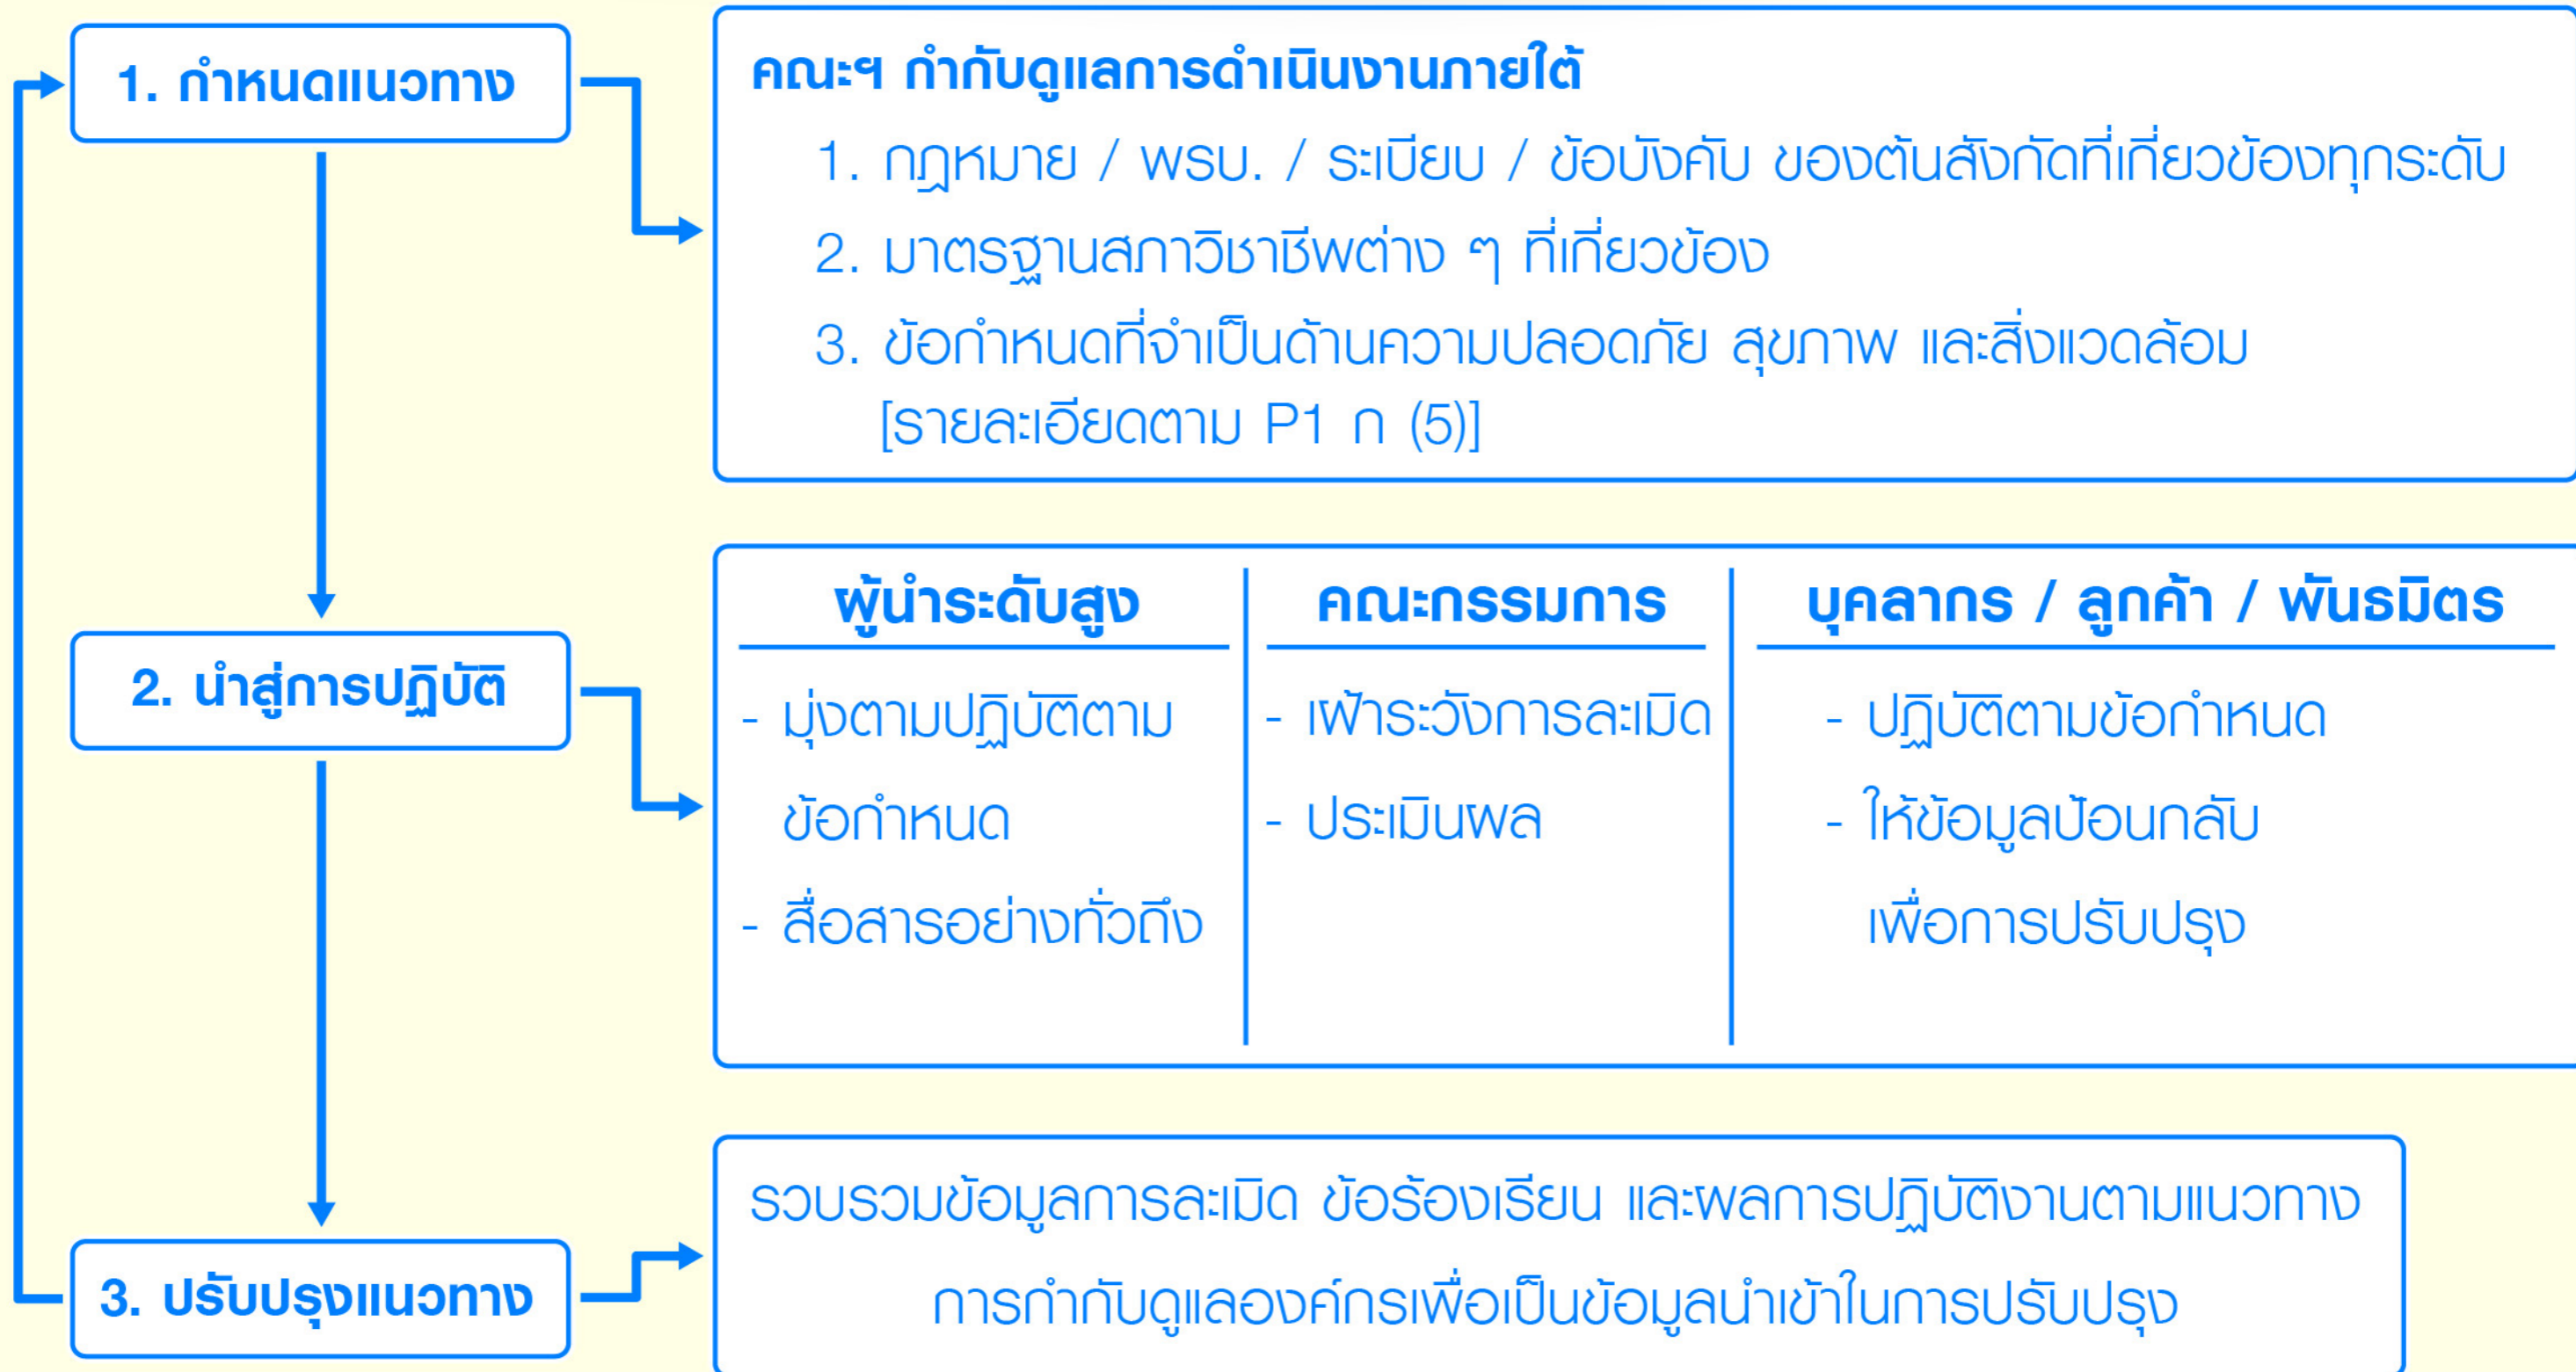 1. กำหนดแนวทาง
คณะฯ กำกับดูแลการดำเนินงานภายใต้
1. กฎหมาย / พรบ. / ระเบียบ / ข้อบังคับ ของต้นสังกัดที่เกี่ยวข้องทุกระดับ
2. มาตรฐานสภาวิชาชีพต่าง ๆ ที่เกี่ยวข้อง
3. ข้อกำหนดที่จำเป็นด้านความปลอดภัย สุขภาพ และสิ่งแวดล้อม
[รายละเอียดตาม P1 ก (5)]
2. นำสู่การปฏิบัติ
ผู้นำระดับสูง
- มุ่งตามปฏิบัติตาม
ข้อกำหนด
- สื่อสารอย่างทั่วถึง
คณะกรรมการ
- เฝ้าระวังการละเมิด
- ประเมินผล
บุคลากร / ลูกค้า / พันธมิตร
- ปฏิบัติตามข้อกำหนด
- ให้ข้อมูลป้อนกลับ
เพื่อการปรับปรุง
3. ปรับปรุงแนวทาง
รวบรวมข้อมูลการละเมิด ข้อร้องเรียน และผลการปฏิบัติงานตามแนวทาง
การกำกับดูแลองค์กรเพื่อเป็นข้อมูลนำเข้าในการปรับปรุง